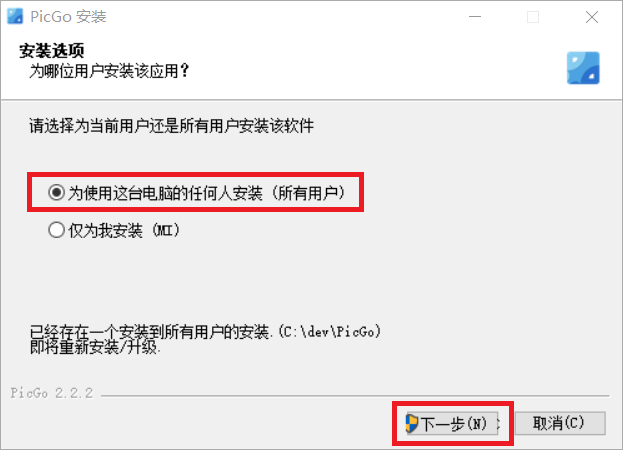 PicGo 安装
安装选项
为哪位用户安装该应用？
请选择为当前用户还是所有用户安装该软件
为使用这台电脑的任何人安装（所有用户）
仅为我安装（MI）
已经存在一个安装到所有用户的安装.(C:\dev\PicGo)
即将重新安装/升级.
PicGo 2.2.2
下一步(N)
取消(C)